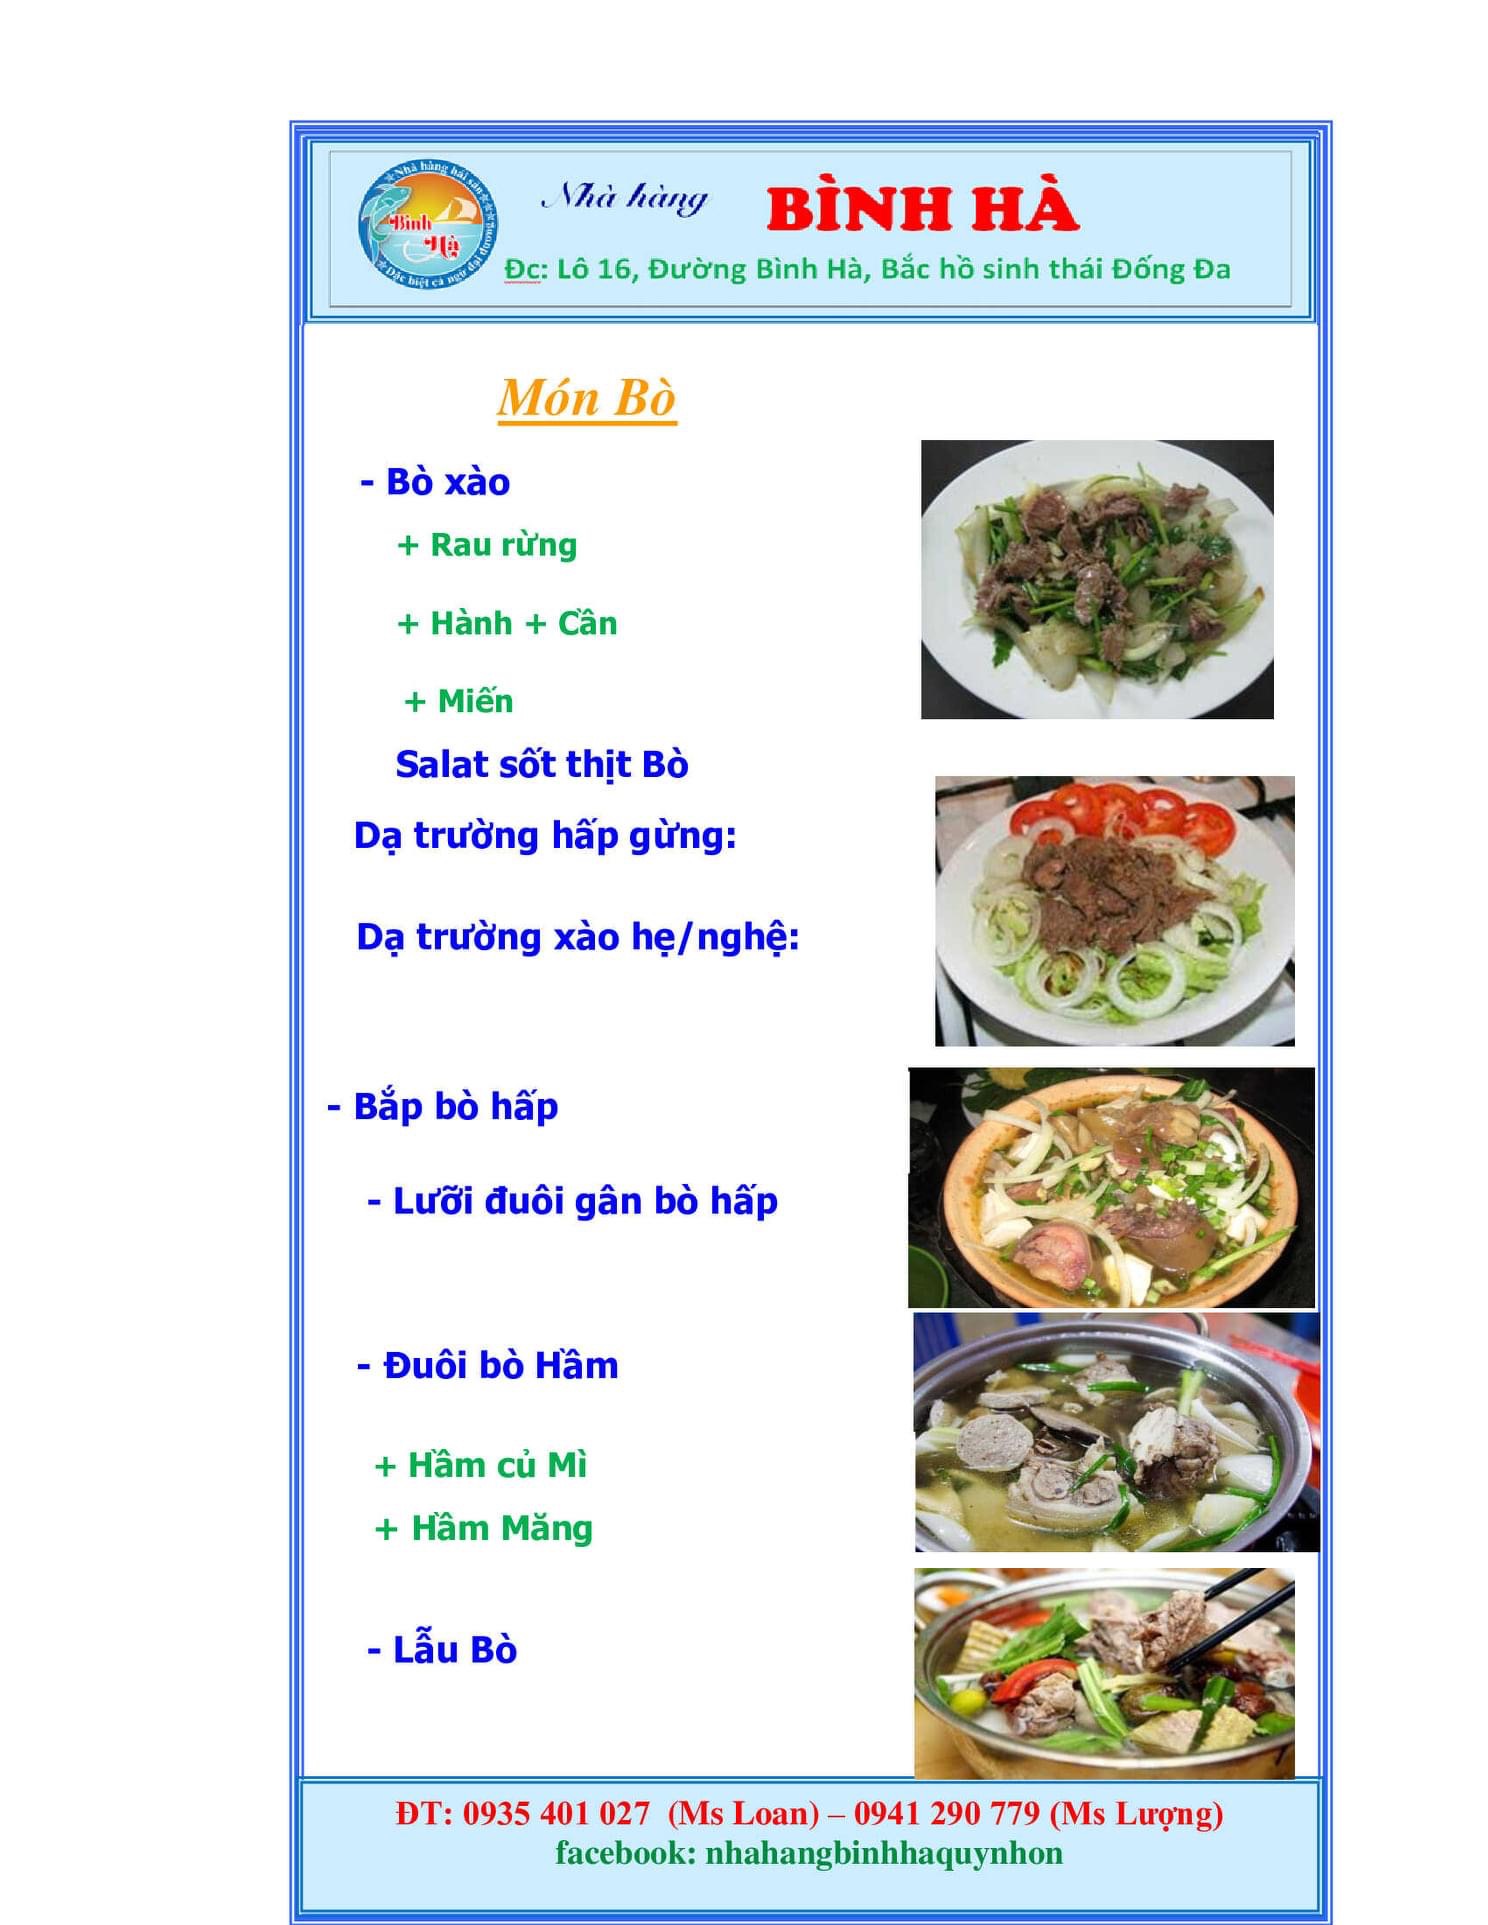 Nhà hàng hải sản
Bình
Hà
Đặc biệt cá ngừ đại dương
Nhà hàng BÌNH HÀ
Đc: Lô 16, Đường Bình Hà, Bắc hồ sinh thái Đống Đa
Món Bò
- Bò xào
+ Rau rừng
+ Hành + Cần
+ Miến
Salat sốt thịt Bò
Dạ trường hấp gừng:
Dạ trường xào hẹ/nghệ:
- Bắp bò hấp
- Lưỡi đuôi gân bò hấp
- Đuôi bò Hầm
+ Hầm củ Mì
+ Hầm Măng
- Lẫu Bò
ĐT: 0935 401 027 (Ms Loan) – 0941 290 779 (Ms Lượng)
facebook: nhahangbinhhaquynhon